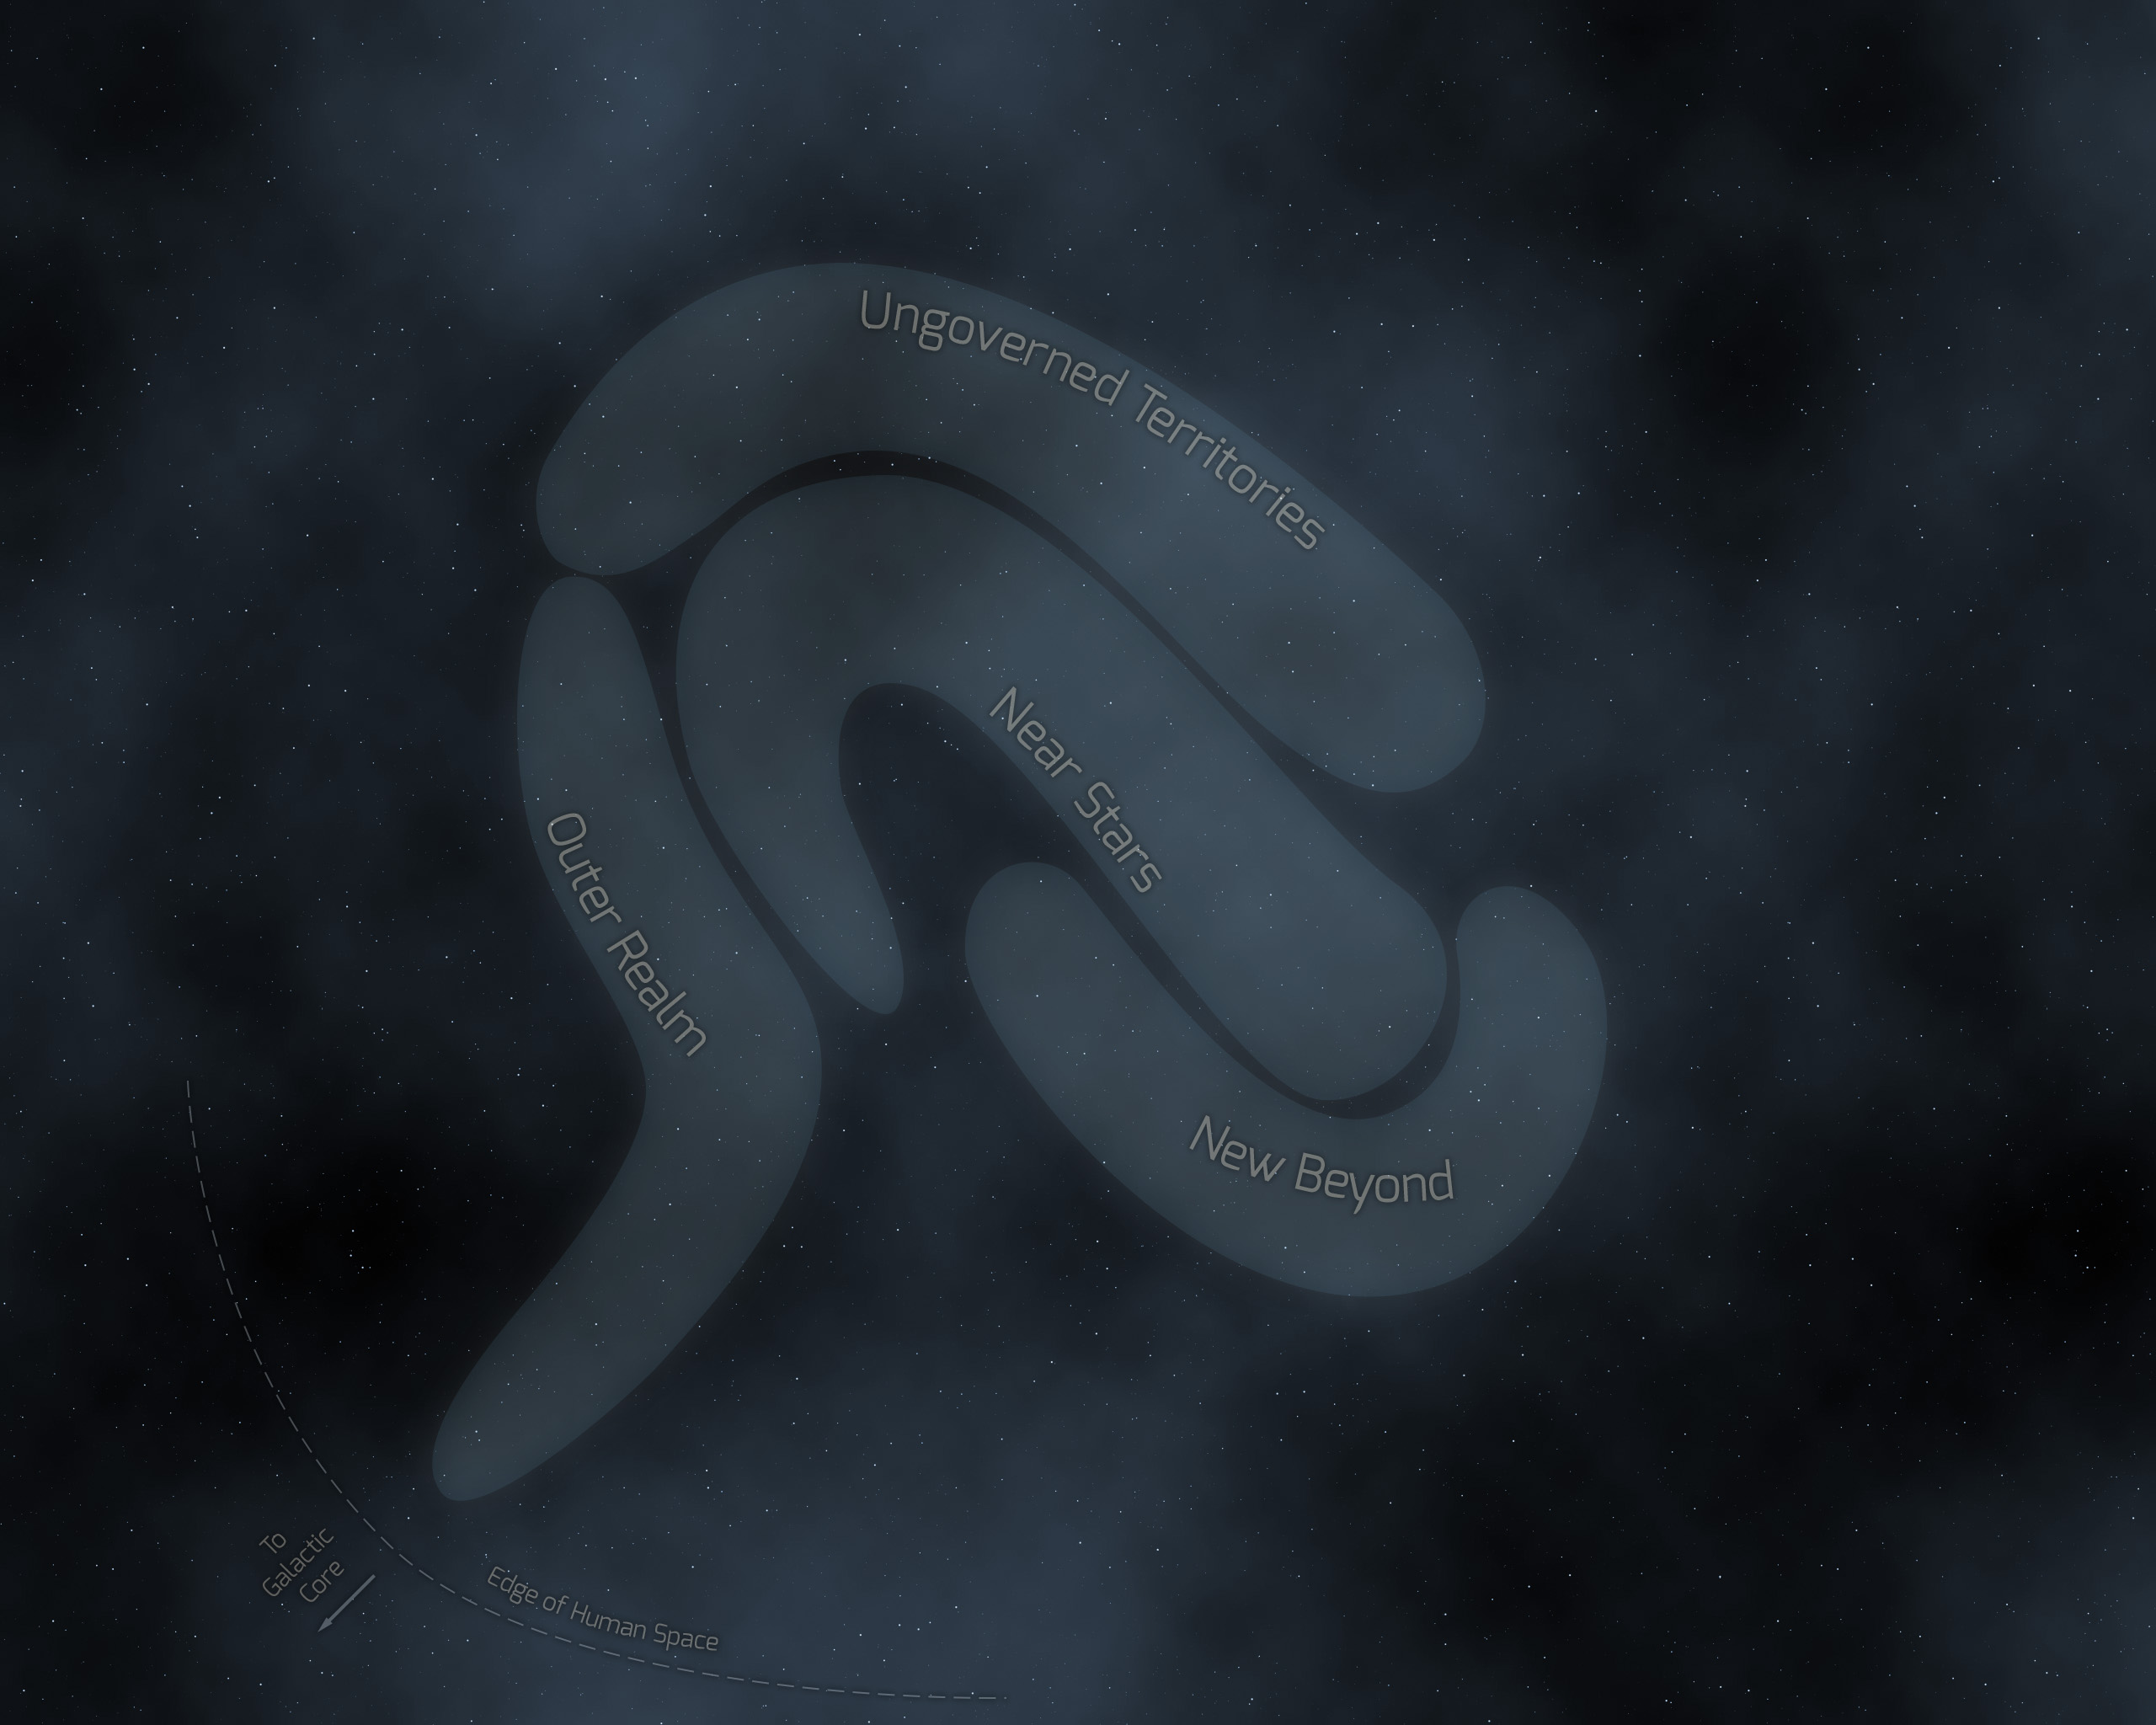 Ungoverned Territories
Near Stars
Outer Realm
New Beyond
To
Galactic
Core
Edge of Human Space